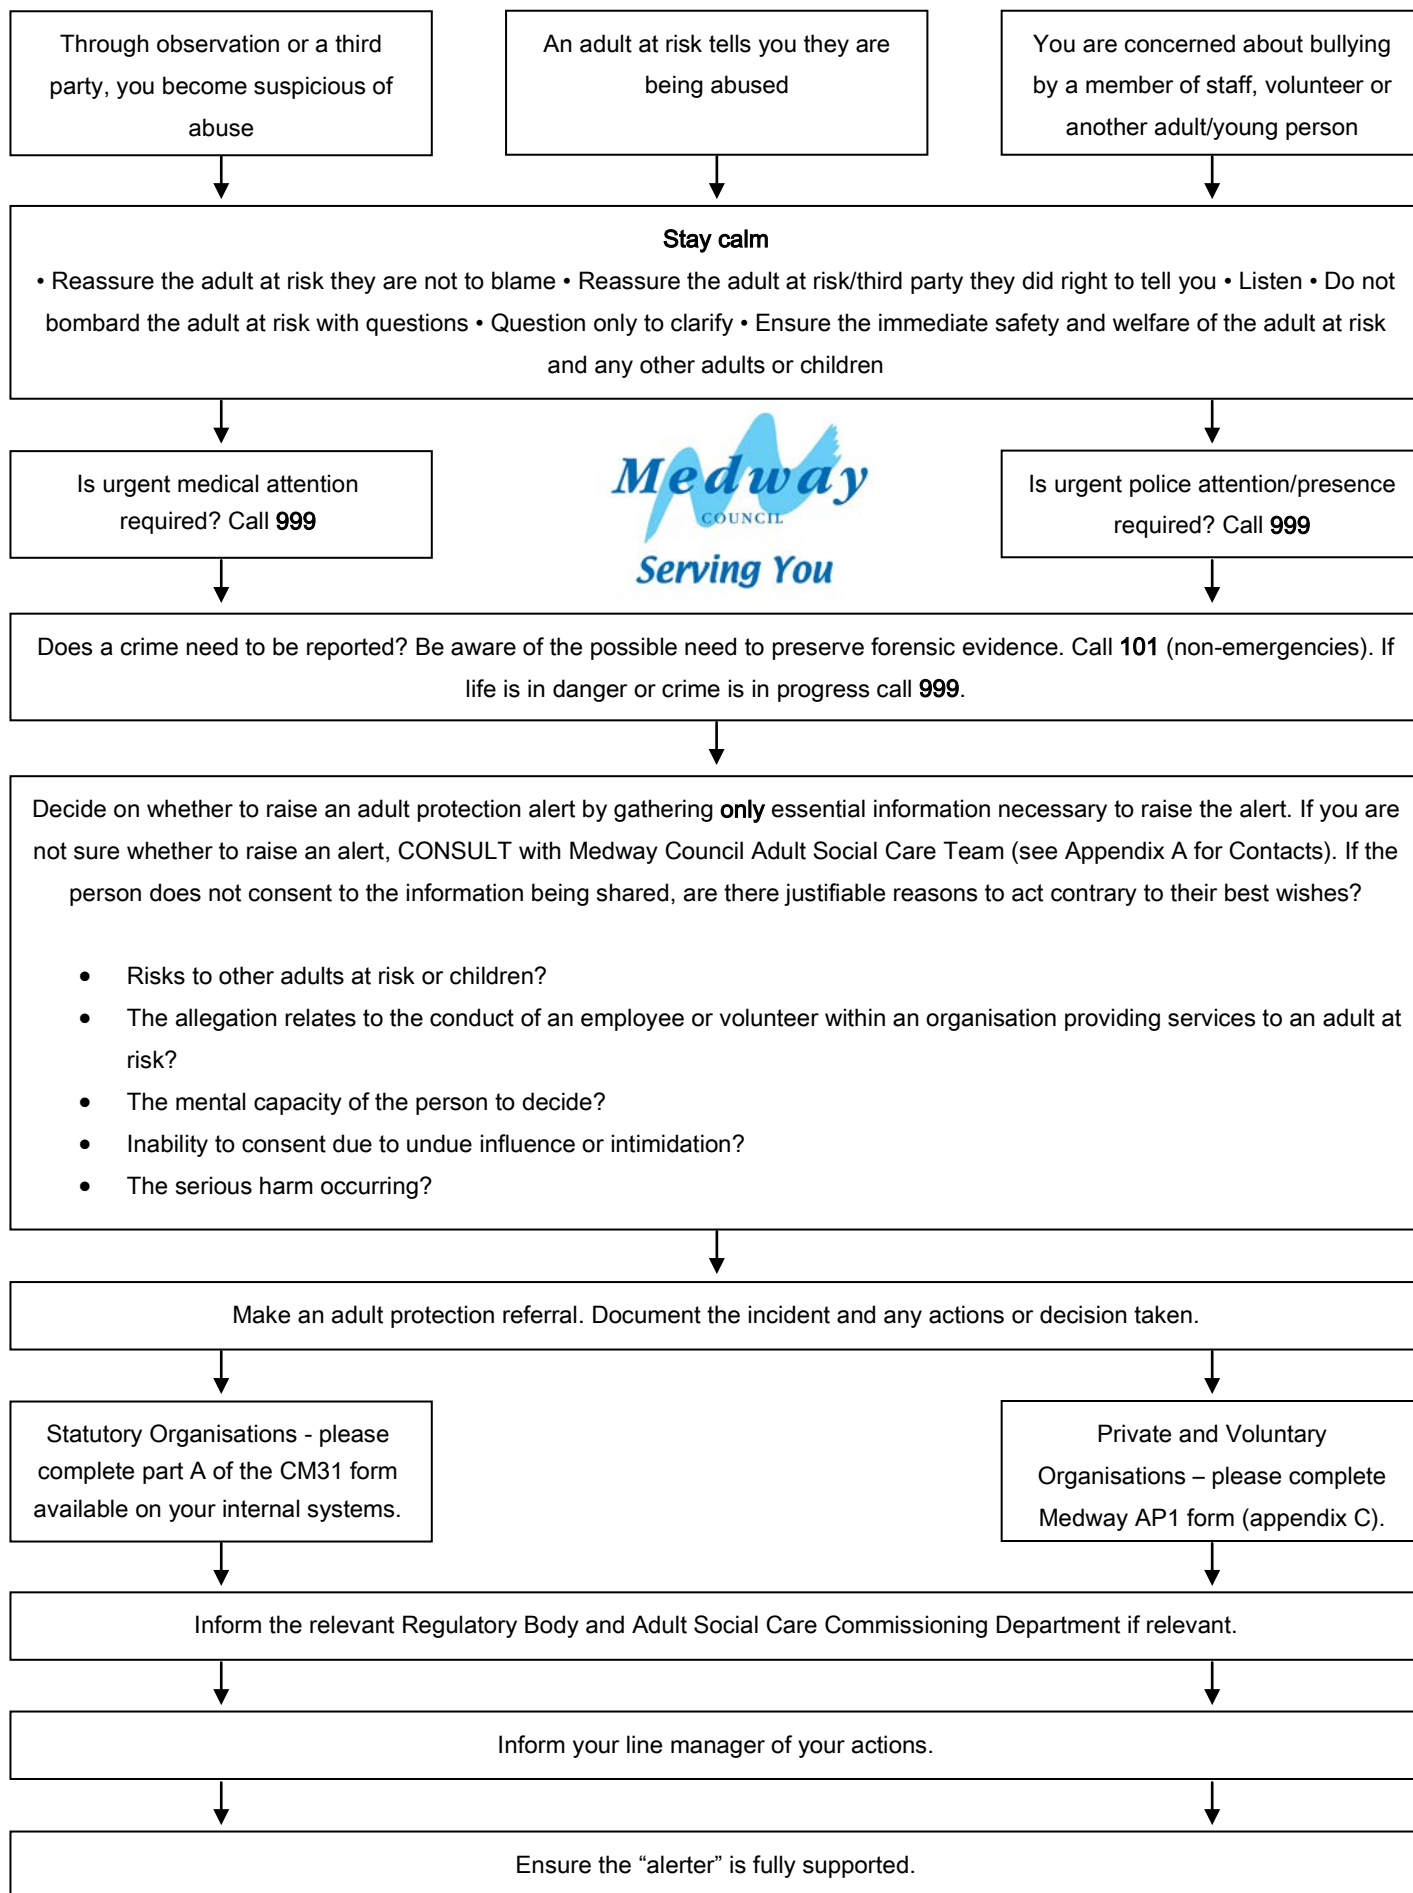 Through observation or a third
party, you become suspicious of
abuse
An adult at risk tells you they are
being abused
You are concerned about bullying
by a member of staff, volunteer or
another adult/young person
Stay calm
• Reassure the adult at risk they are not to blame • Reassure the adult at risk/third party they did right to tell you • Listen • Do not
bombard the adult at risk with questions • Question only to clarify • Ensure the immediate safety and welfare of the adult at risk
and any other adults or children
Is urgent medical attention
required? Call 999
Medway
COUNCIL
Serving You
Is urgent police attention/presence
required? Call 999
Does a crime need to be reported? Be aware of the possible need to preserve forensic evidence. Call 101 (non-emergencies). If
life is in danger or crime is in progress call 999.
Decide on whether to raise an adult protection alert by gathering only essential information necessary to raise the alert. If you are
not sure whether to raise an alert, CONSULT with Medway Council Adult Social Care Team (see Appendix A for Contacts). If the
person does not consent to the information being shared, are there justifiable reasons to act contrary to their best wishes?
• Risks to other adults at risk or children?
• The allegation relates to the conduct of an employee or volunteer within an organisation providing services to an adult at
risk?
• The mental capacity of the person to decide?
• Inability to consent due to undue influence or intimidation?
• The serious harm occurring?
Make an adult protection referral. Document the incident and any actions or decision taken.
Statutory Organisations - please
complete part A of the CM31 form
available on your internal systems.
Private and Voluntary
Organisations – please complete
Medway AP1 form (appendix C).
Inform the relevant Regulatory Body and Adult Social Care Commissioning Department if relevant.
Inform your line manager of your actions.
Ensure the “alerter” is fully supported.